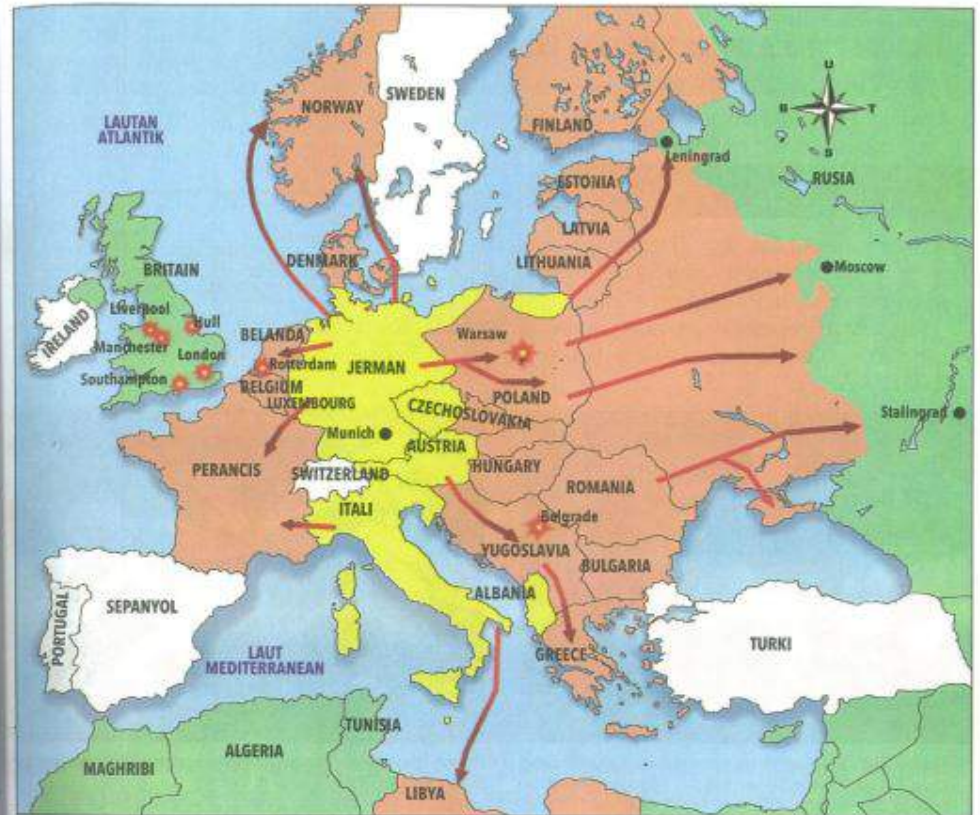 NORWAY
SWEDEN
FINLAND
LAUTAN
ATLANTIK
U
B
T
S
Leningrad
RUSIA
ESTONIA
LATVIA
LITHUANIA
DENMARK
BRITAIN
Moscow
IRELAND
Liverpool
Hull
Manchester
London
Southampton
BELANDA
Rotterdam
BELGIUM
LUXEMBOURG
JERMAN
Warsaw
POLAND
CZECHOSLOVAKIA
Stalingrad
Munich
AUSTRIA
PERANCIS
SWITZERLAND
HUNGARY
ROMANIA
ITALI
Belgrade
YUGOSLAVIA
BULGARIA
ALBANIA
PORTUGAL
SEPANYOL
LAUT
MEDITERRANEAN
GREECE
TURKI
TUNISIA
ALGERIA
MAGHRIBI
LIBYA